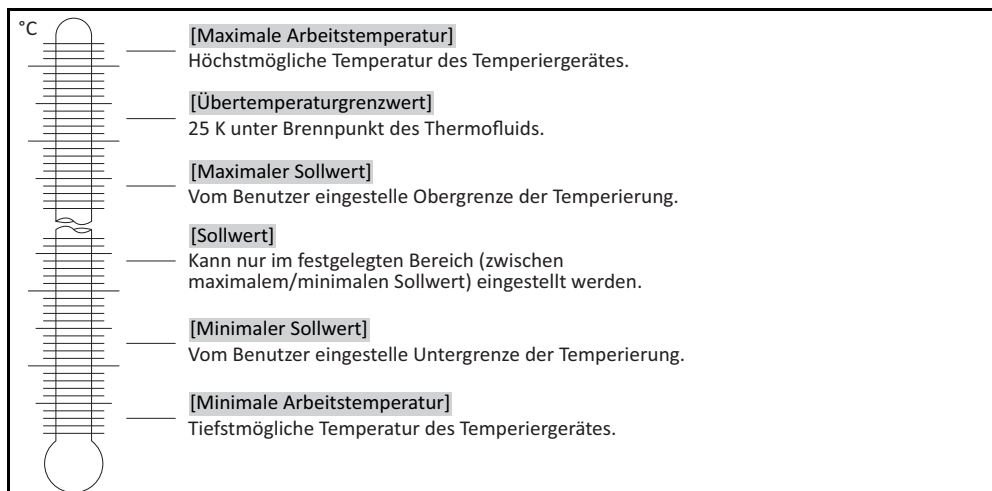 °C
[Maximale Arbeitstemperatur]
Höchstmögliche Temperatur des Temperiergerätes.
[Übertemperaturgrenzwert]
25 K unter Brennpunkt des Thermofluids.
[Maximaler Sollwert]
Vom Benutzer eingestelle Obergrenze der Temperierung.
[Sollwert]
Kann nur im festgelegten Bereich (zwischen
maximalem/minimalen Sollwert) eingestellt werden.
[Minimaler Sollwert]
Vom Benutzer eingestelle Untergrenze der Temperierung.
[Minimale Arbeitstemperatur]
Tiefstmögliche Temperatur des Temperiergerätes.